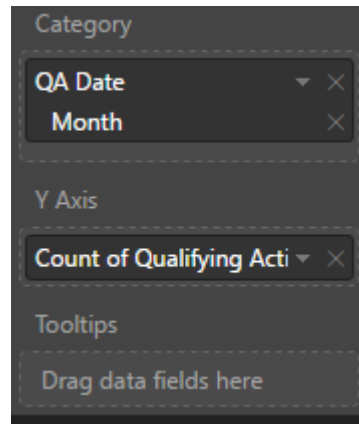 Category
QA Date
Month
Y Axis
Count of Qualifying Acti
Tooltips
Drag data fields here